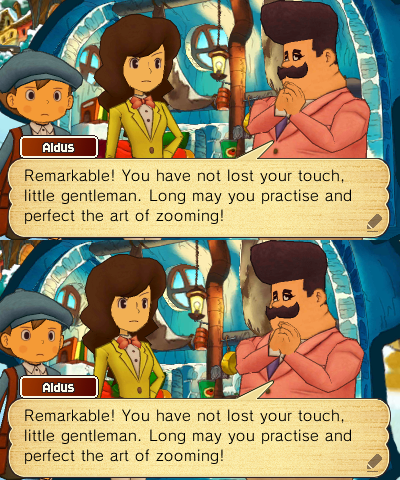 Aldus
Remarkable! You have not lost your touch,
little gentleman. Long may you practise and
perfect the art of zooming!
Aldus
Remarkable! You have not lost your touch,
little gentleman. Long may you practise and
perfect the art of zooming!